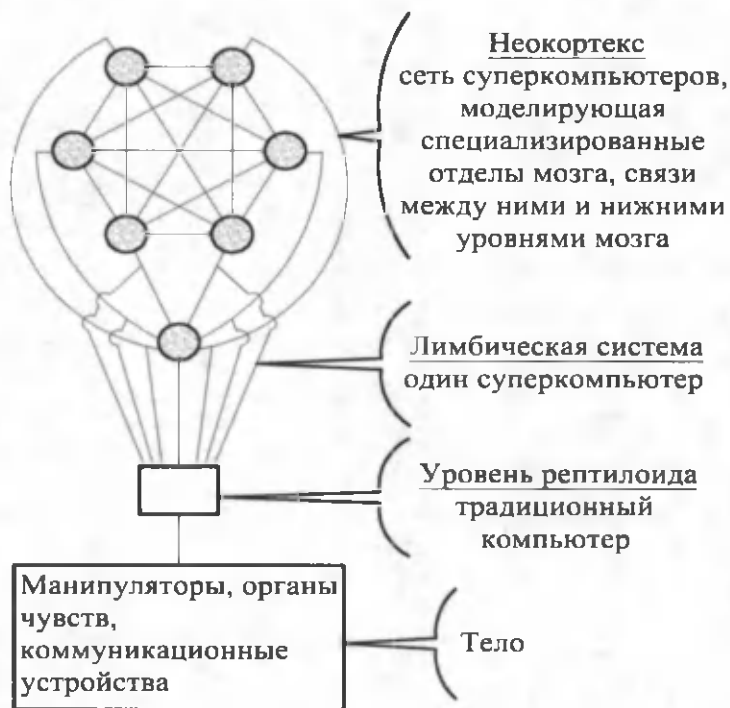 Неокортекс
сеть суперкомпьютеров,
моделирующая
специализированные
отделы мозга, связи
между ними и нижними
уровнями мозга
Лимбическая система
один суперкомпьютер
Уровень рептилоида
традиционный
компьютер
Манипуляторы, органы
чувств,
коммуникационные
устройства
Тело